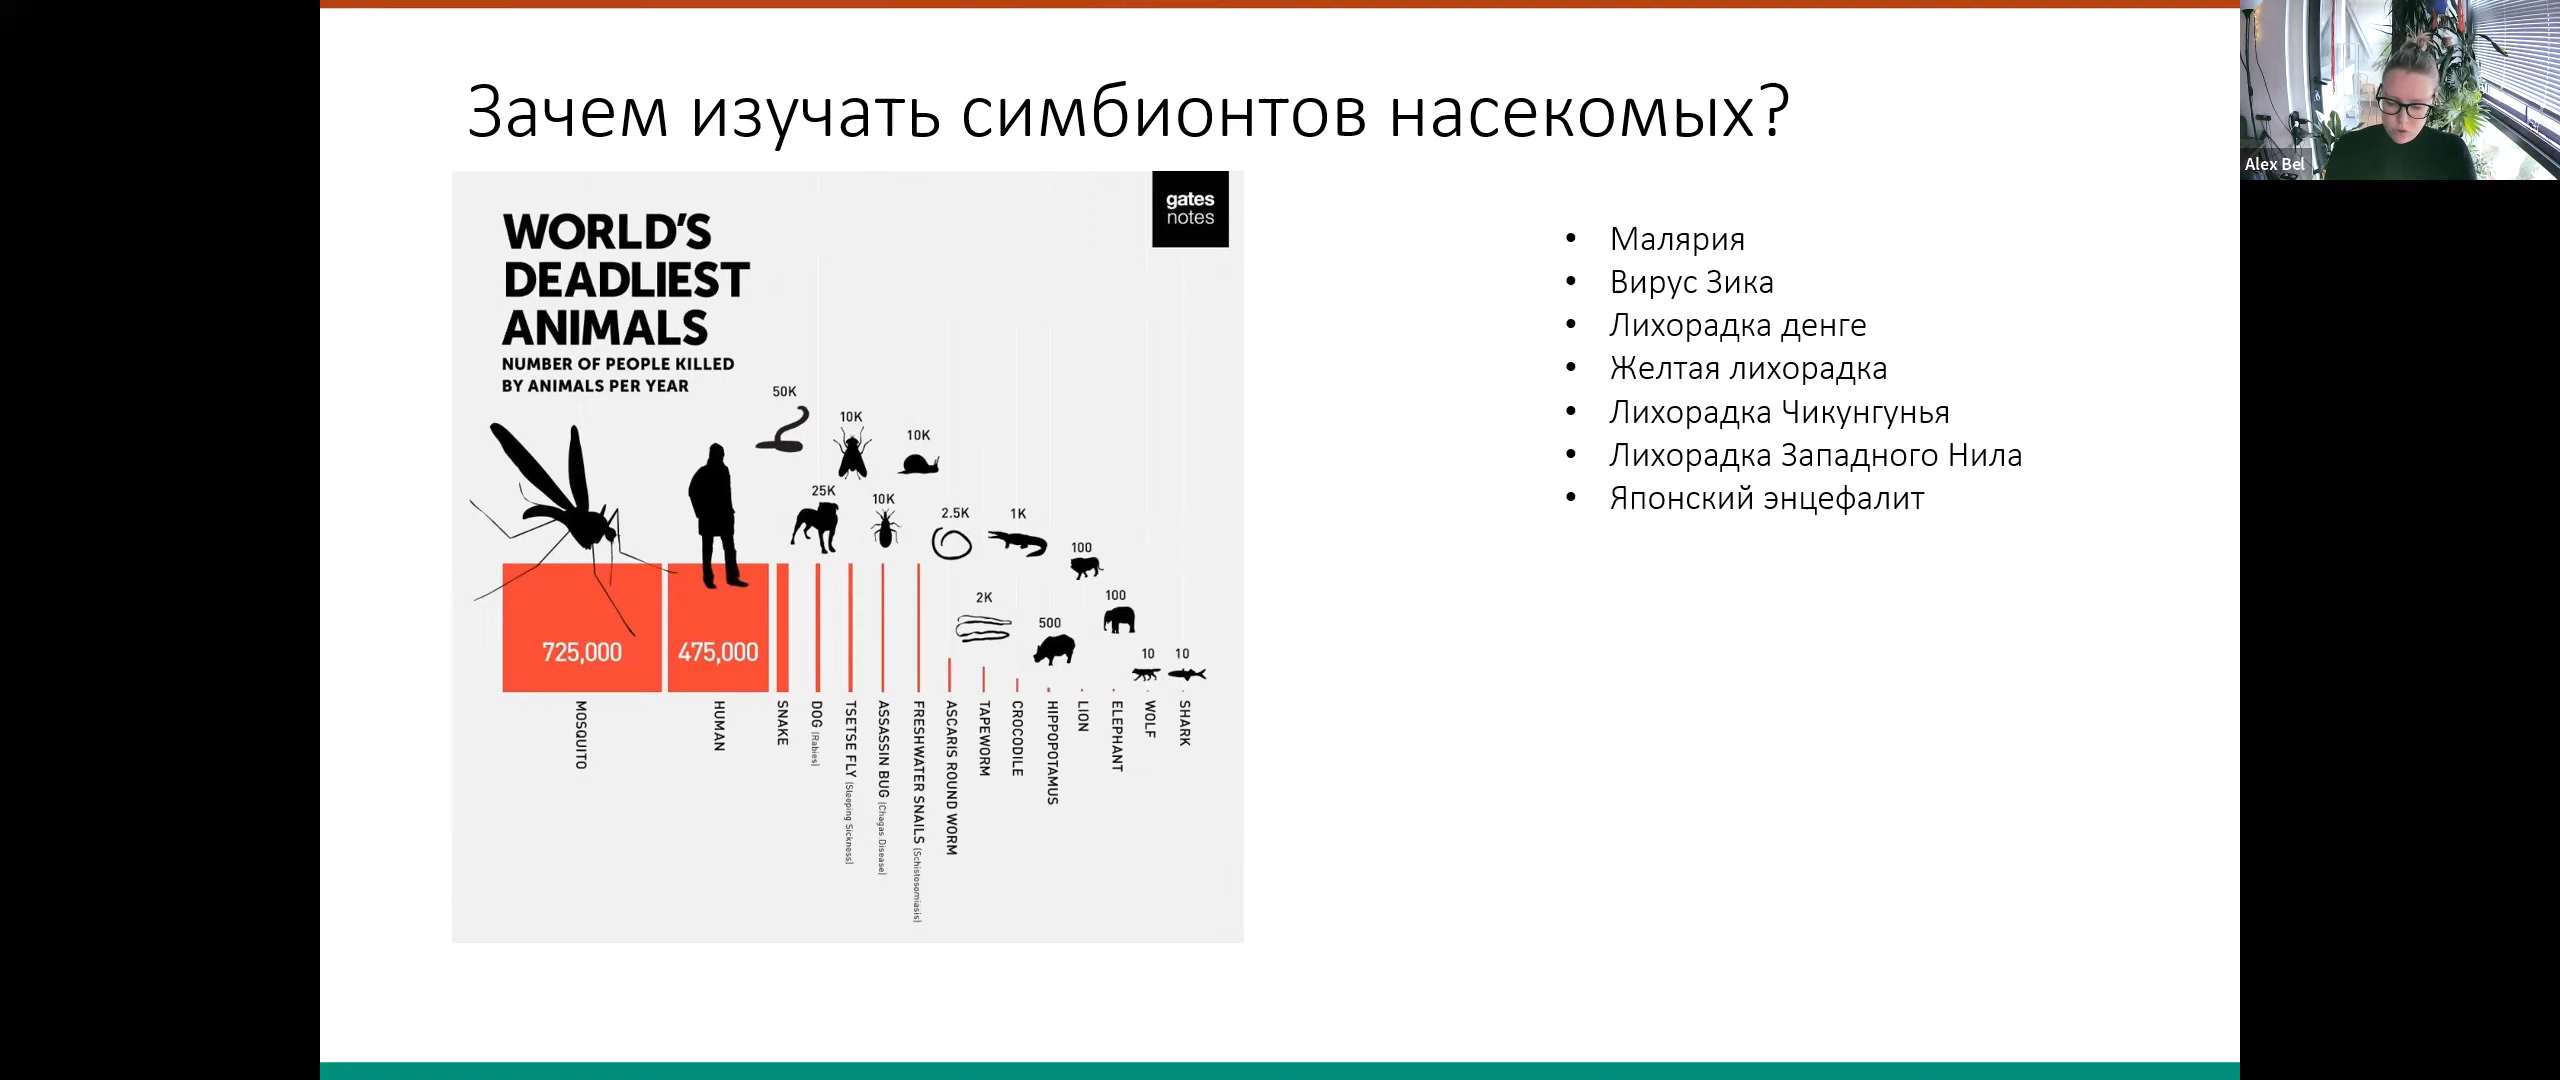 Зачем изучать симбионтов насекомых?
Alex Bel
gates
notes
WORLD'S
DEADLIEST
ANIMALS
NUMBER OF PEOPLE KILLED
BY ANIMALS PER YEAR
50K
10K
10K
25K
10K
2.5K
1K
100
2K
100
500
10
10
725,000
475,000
MOSQUITO
HUMAN
SNAKE
DOG (Rabies)
TSETSE FLY (Sleeping Sickness)
ASSASSIN BUG (Chagas Disease)
FRESHWATER SNAILS (Schistosomiasis)
ASCARIS ROUND WORM
TAPEWORM
CROCODILE
HIPPOPOTAMUS
LION
ELEPHANT
WOLF
SHARK
• Малярия
• Вирус Зика
• Лихорадка денге
• Желтая лихорадка
• Лихорадка Чикунгунья
• Лихорадка Западного Нила
• Японский энцефалит